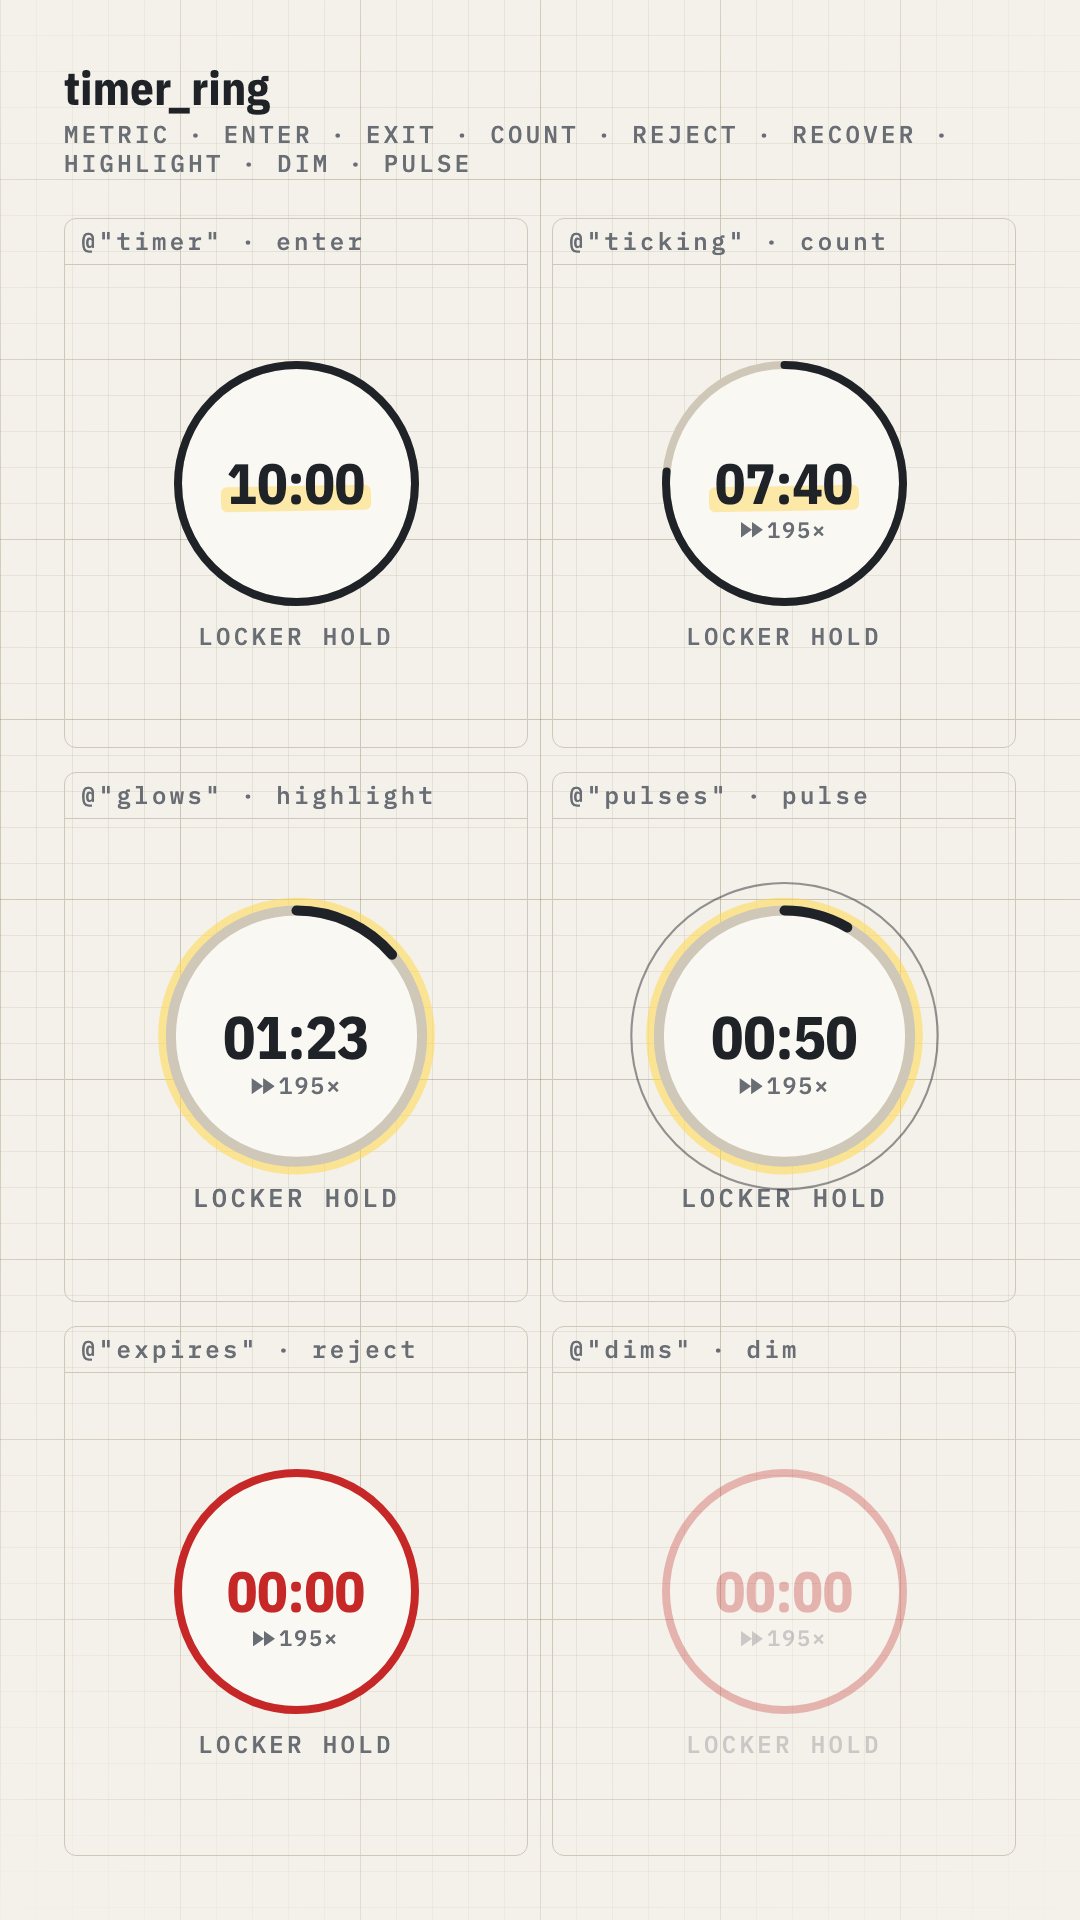 timer_ring
METRIC · ENTER · EXIT · COUNT · REJECT · RECOVER ·
HIGHLIGHT · DIM · PULSE
@"timer" · enter
10:00
LOCKER HOLD
@"ticking" · count
07:40
195×
LOCKER HOLD
@"glows" · highlight
01:23
195×
LOCKER HOLD
@"pulses" · pulse
00:50
195×
LOCKER HOLD
@"expires" · reject
00:00
195×
LOCKER HOLD
@"dims" · dim
00:00
195×
LOCKER HOLD